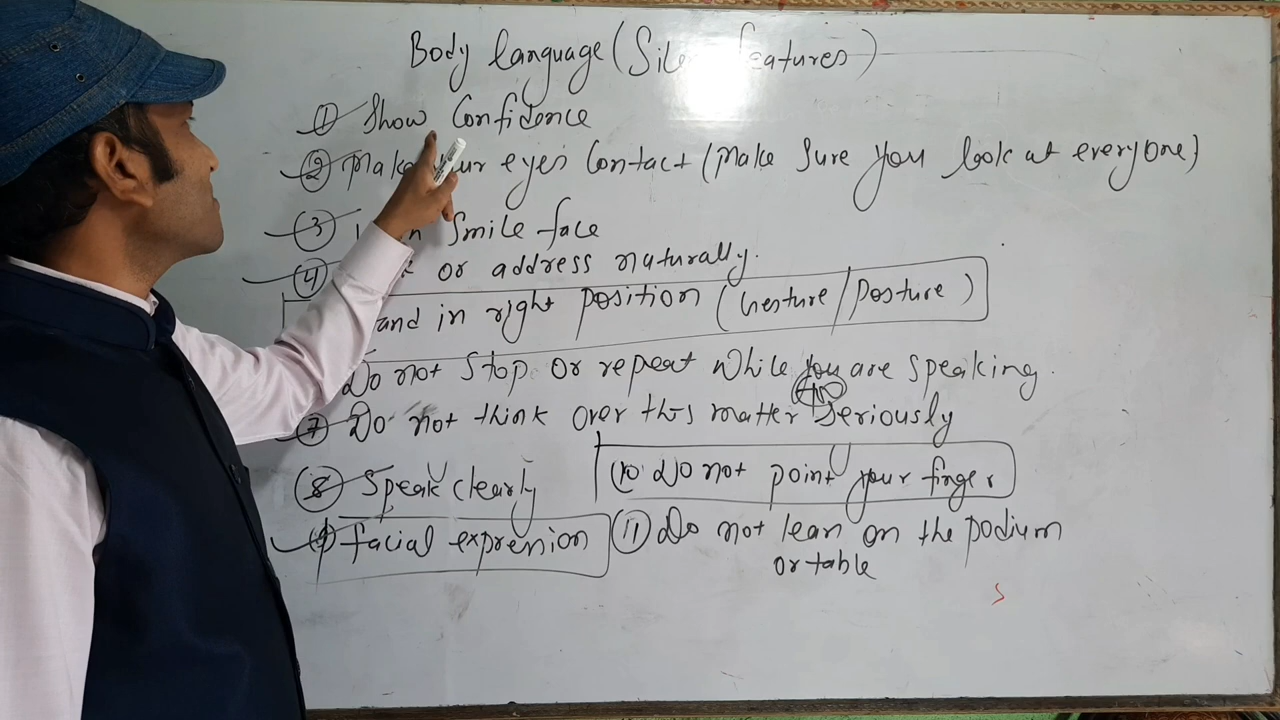 Body language (Sile features)
① Show Confidence
② Make your eyes Contact (Make Sure you look at everyone)
③ Smile face
④ or address naturally.
and in right position (Gesture/Posture)
Do not Stop or repeat While you are speaking.
⑦ Do not think over this matter Seriously
⑧ Speak clearly
⑨ facial expresion
⑩ Do not point your finger
⑪ Do not lean on the podium
or table